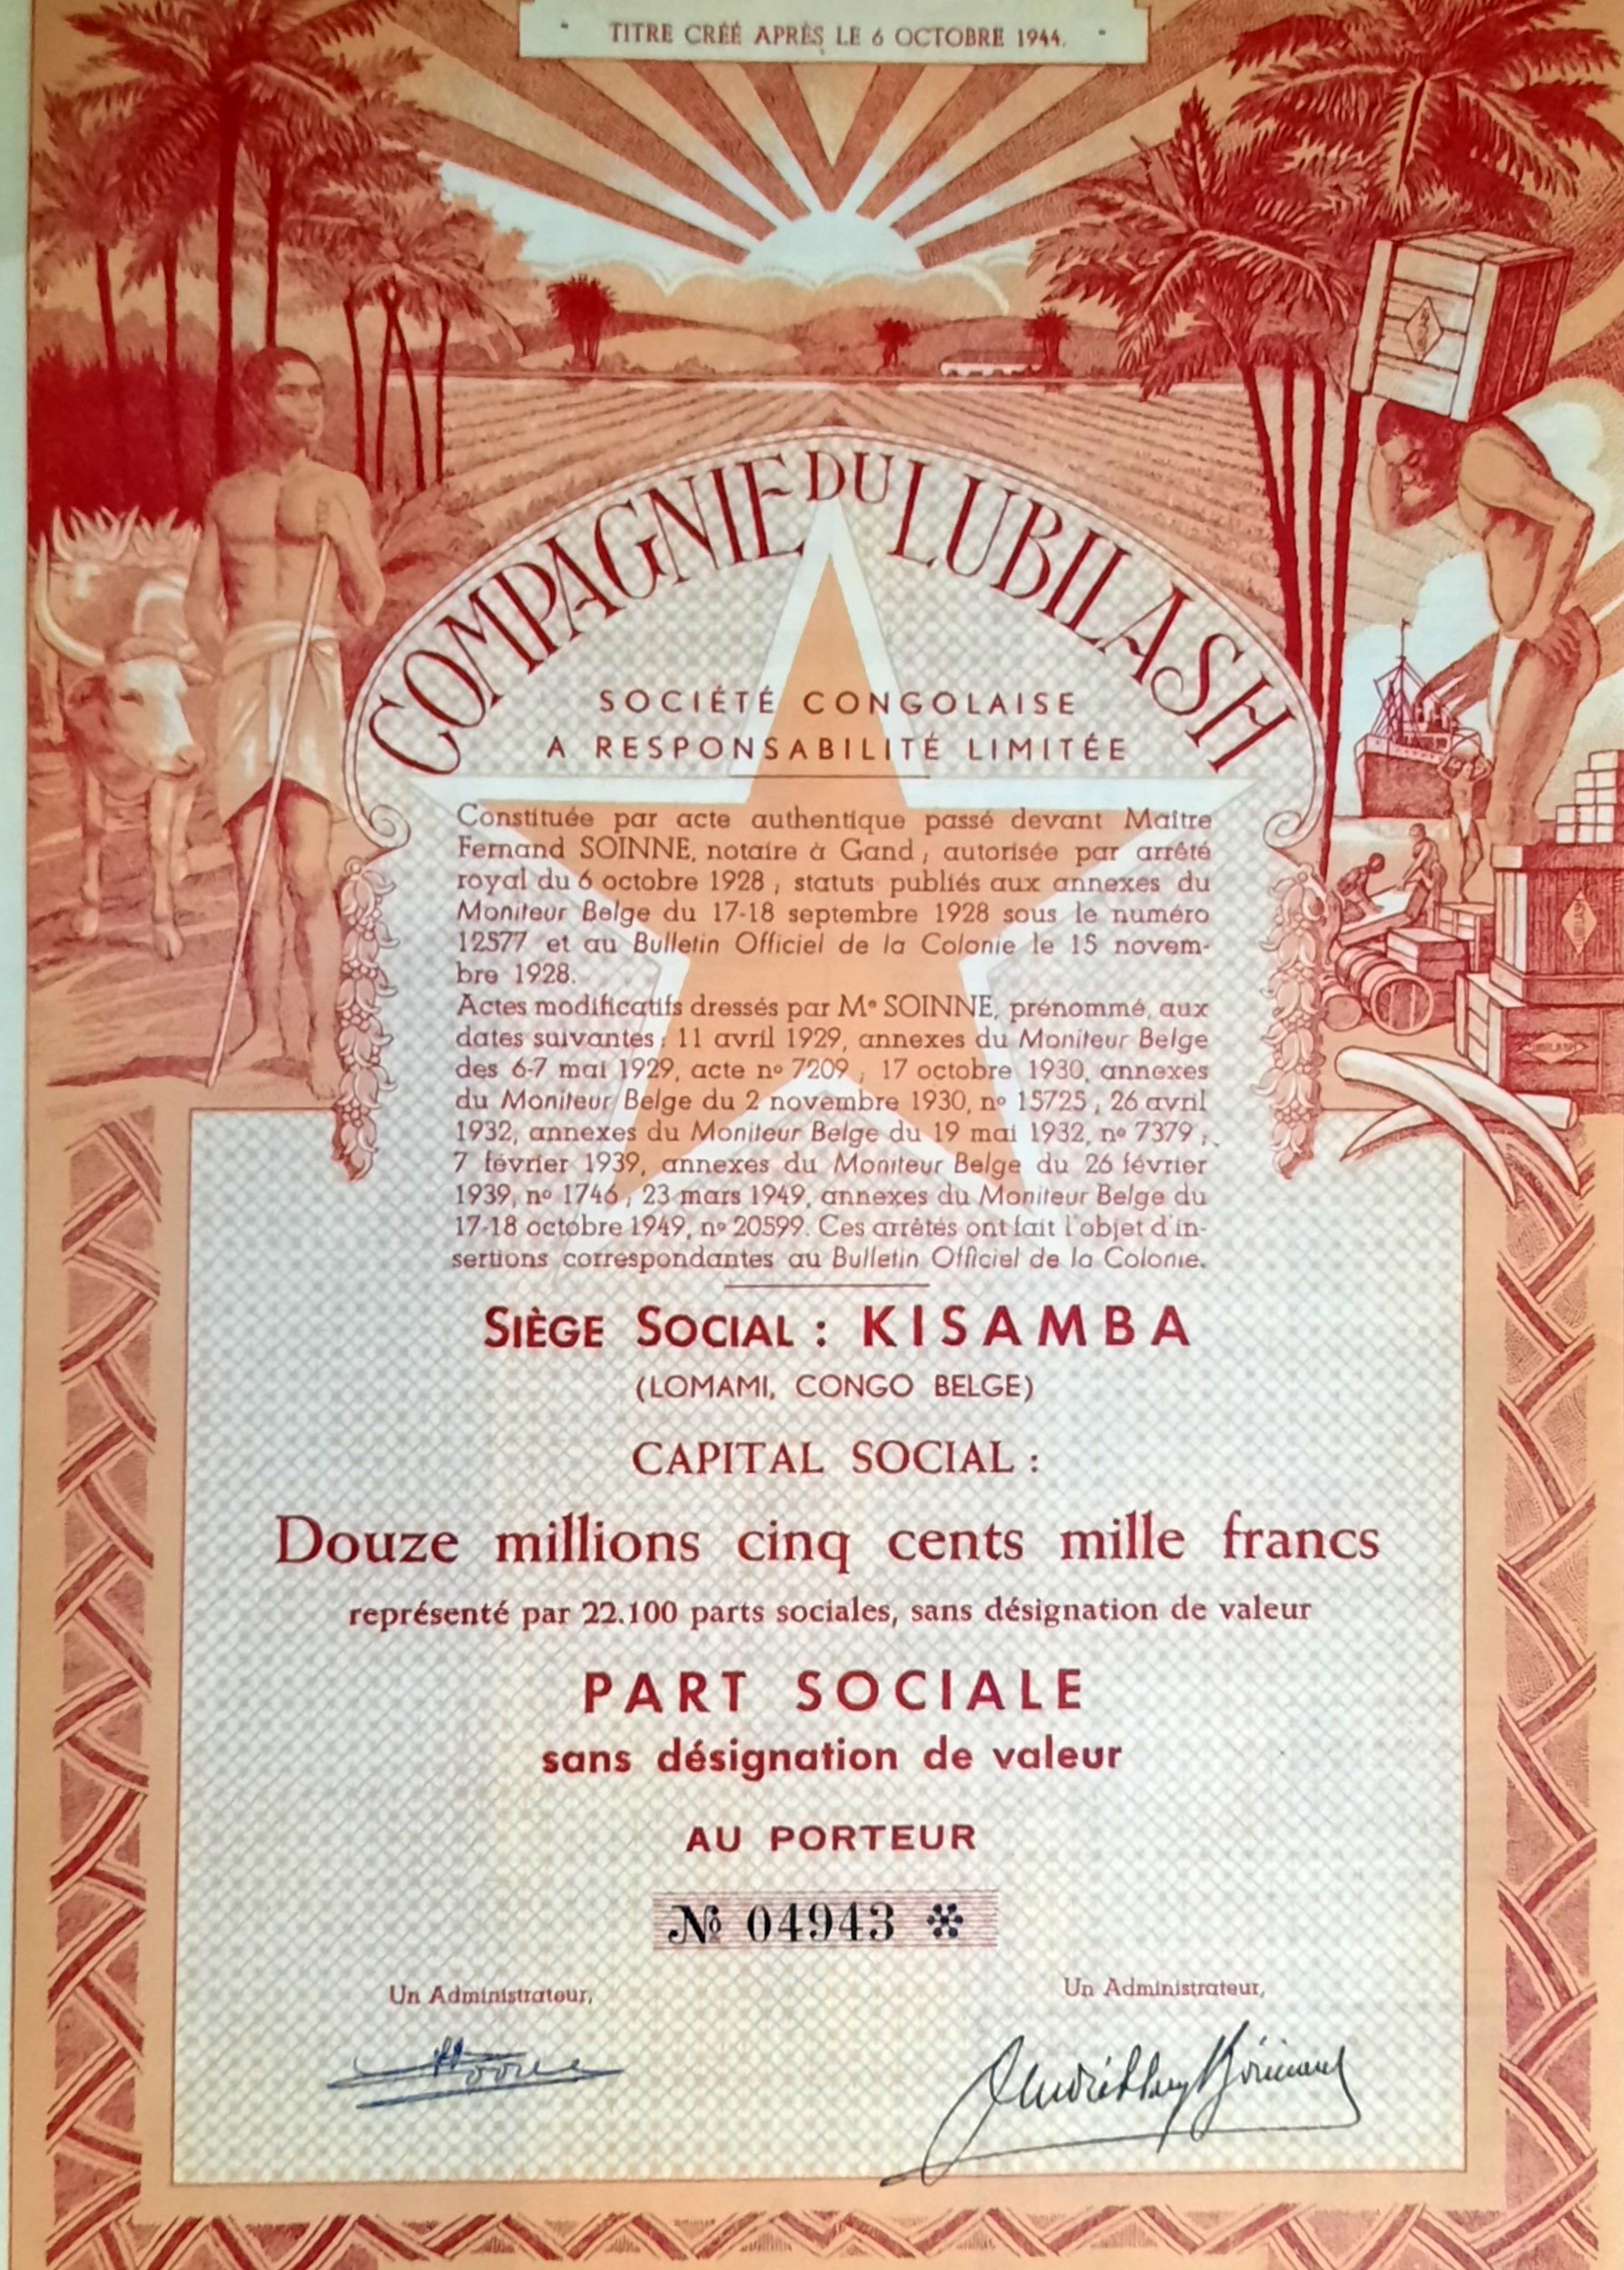 TITRE CRÉÉ APRÈS LE 6 OCTOBRE 1944.
COMPAGNIE DU LUBILASH
SOCIÉTÉ CONGOLAISE
A RESPONSABILITÉ LIMITÉE
Constituée par acte authentique passé devant Maître
Fernand SOINNE, notaire à Gand ; autorisée par arrêté
royal du 6 octobre 1928 ; statuts publiés aux annexes du
Moniteur Belge du 17-18 septembre 1928 sous le numéro
12577 et au Bulletin Officiel de la Colonie le 15 novem-
bre 1928.
Actes modificatifs dressés par Mᵉ SOINNE, prénommé, aux
dates suivantes : 11 avril 1929, annexes du Moniteur Belge
des 6-7 mai 1929, acte nº 7209 ; 17 octobre 1930, annexes
du Moniteur Belge du 2 novembre 1930, nº 15725 ; 26 avril
1932, annexes du Moniteur Belge du 19 mai 1932, nº 7379 ;
7 février 1939, annexes du Moniteur Belge du 26 février
1939, nº 1746 ; 23 mars 1949, annexes du Moniteur Belge du
17-18 octobre 1949, nº 20599. Ces arrêtés ont fait l'objet d'in-
sertions correspondantes au Bulletin Officiel de la Colonie.
SIÈGE SOCIAL : KISAMBA
(LOMAMI, CONGO BELGE)
CAPITAL SOCIAL :
Douze millions cinq cents mille francs
représenté par 22.100 parts sociales, sans désignation de valeur
PART SOCIALE
sans désignation de valeur
AU PORTEUR
Nº 04943
Un Administrateur,
Un Administrateur,